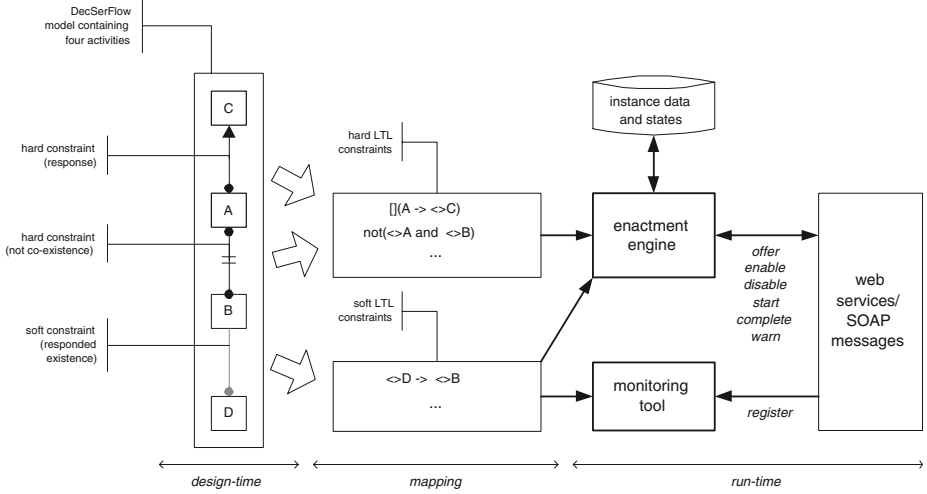 DecSerFlow
model containing
four activities
C
hard constraint
(response)
A
hard constraint
(not co-existence)
B
soft constraint
(responded
existence)
D
hard LTL
constraints
[](A -> <>C)
not(<>A and <>B)
...
soft LTL
constraints
<>D -> <>B
...
instance data
and states
enactment
engine
monitoring
tool
offer
enable
disable
start
complete
warn
register
web
services/
SOAP
messages
design-time
mapping
run-time